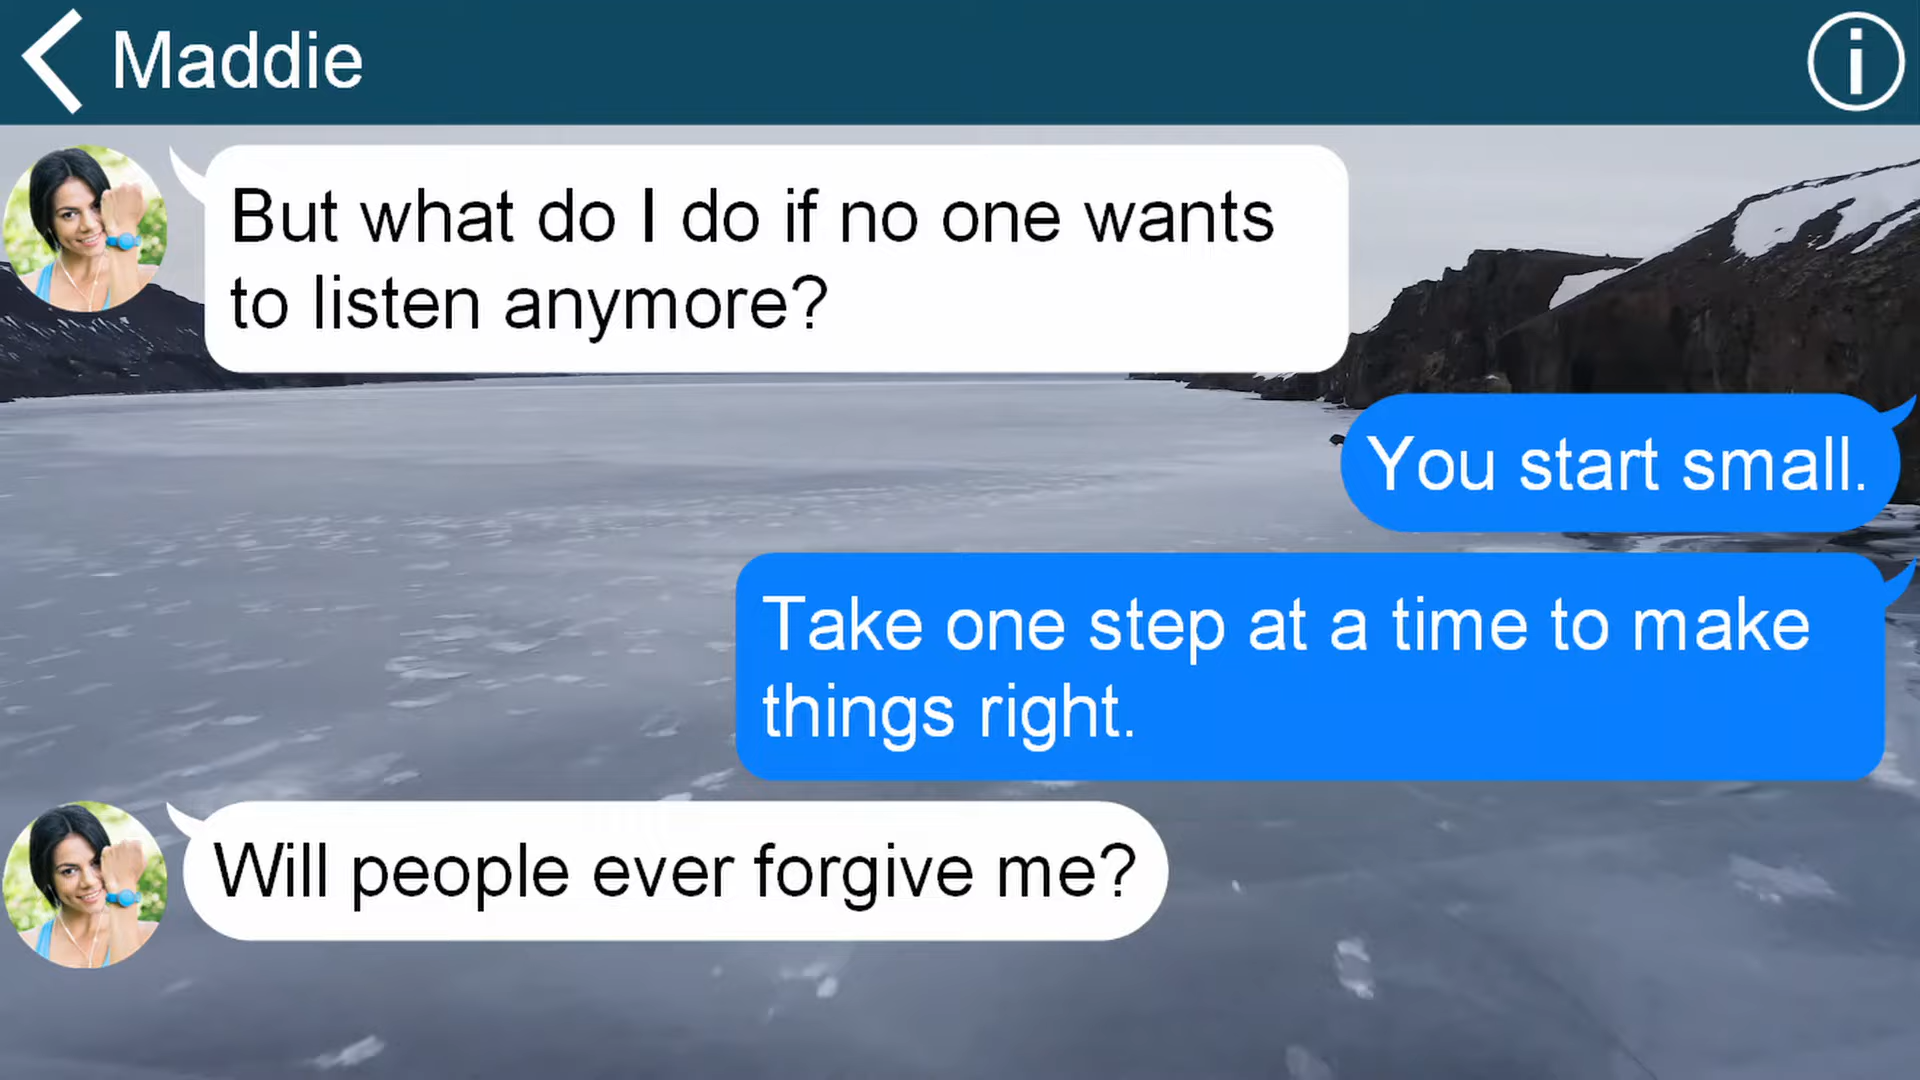 Maddie
But what do I do if no one wants
to listen anymore?
You start small.
Take one step at a time to make
things right.
Will people ever forgive me?